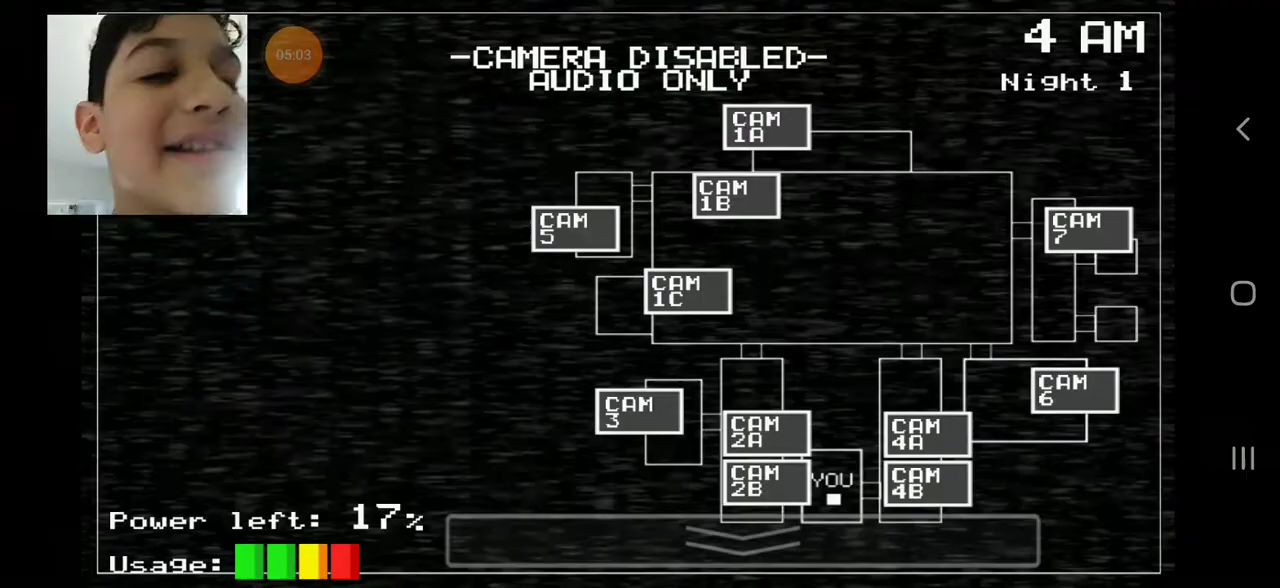 05:03
-CAMERA DISABLED-
AUDIO ONLY
4 AM
Night 1
CAM
1A
CAM
1B
CAM
5
CAM
7
CAM
1C
CAM
6
CAM
3
CAM
2A
CAM
4A
CAM
2B
YOU
CAM
4B
Power left: 17%
Usage: